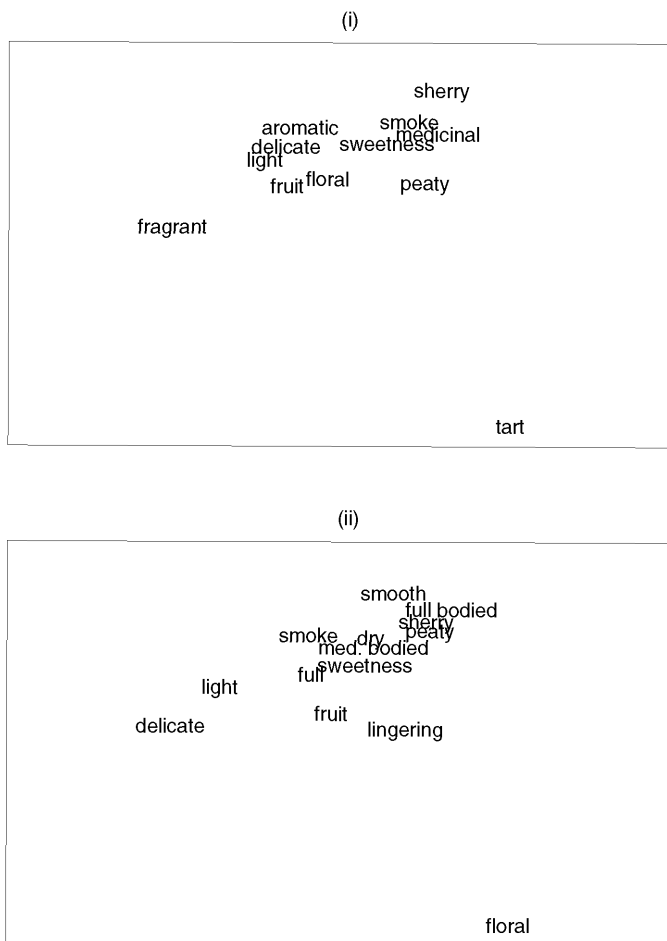 (i)
sherry
smoke
aromatic
medicinal
delicate
sweetness
light
floral
fruit
peaty
fragrant
tart
(ii)
smooth
full bodied
sherry
peaty
smoke
dry
med. bodied
sweetness
full
light
fruit
delicate
lingering
floral